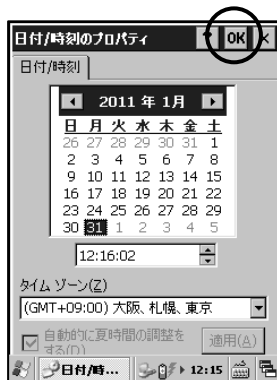 日付/時刻のプロパティ ? OK ×
日付/時刻
2011 年 1月
日 月 火 水 木 金 土
26 27 28 29 30 31 1
2 3 4 5 6 7 8
9 10 11 12 13 14 15
16 17 18 19 20 21 22
23 24 25 26 27 28 29
30 31 1 2 3 4 5
12:16:02
タイム ゾーン(Z)
(GMT+09:00) 大阪、札幌、東京
自動的に夏時間の調整を
する(D)
適用(A)
日付/時... 12:15